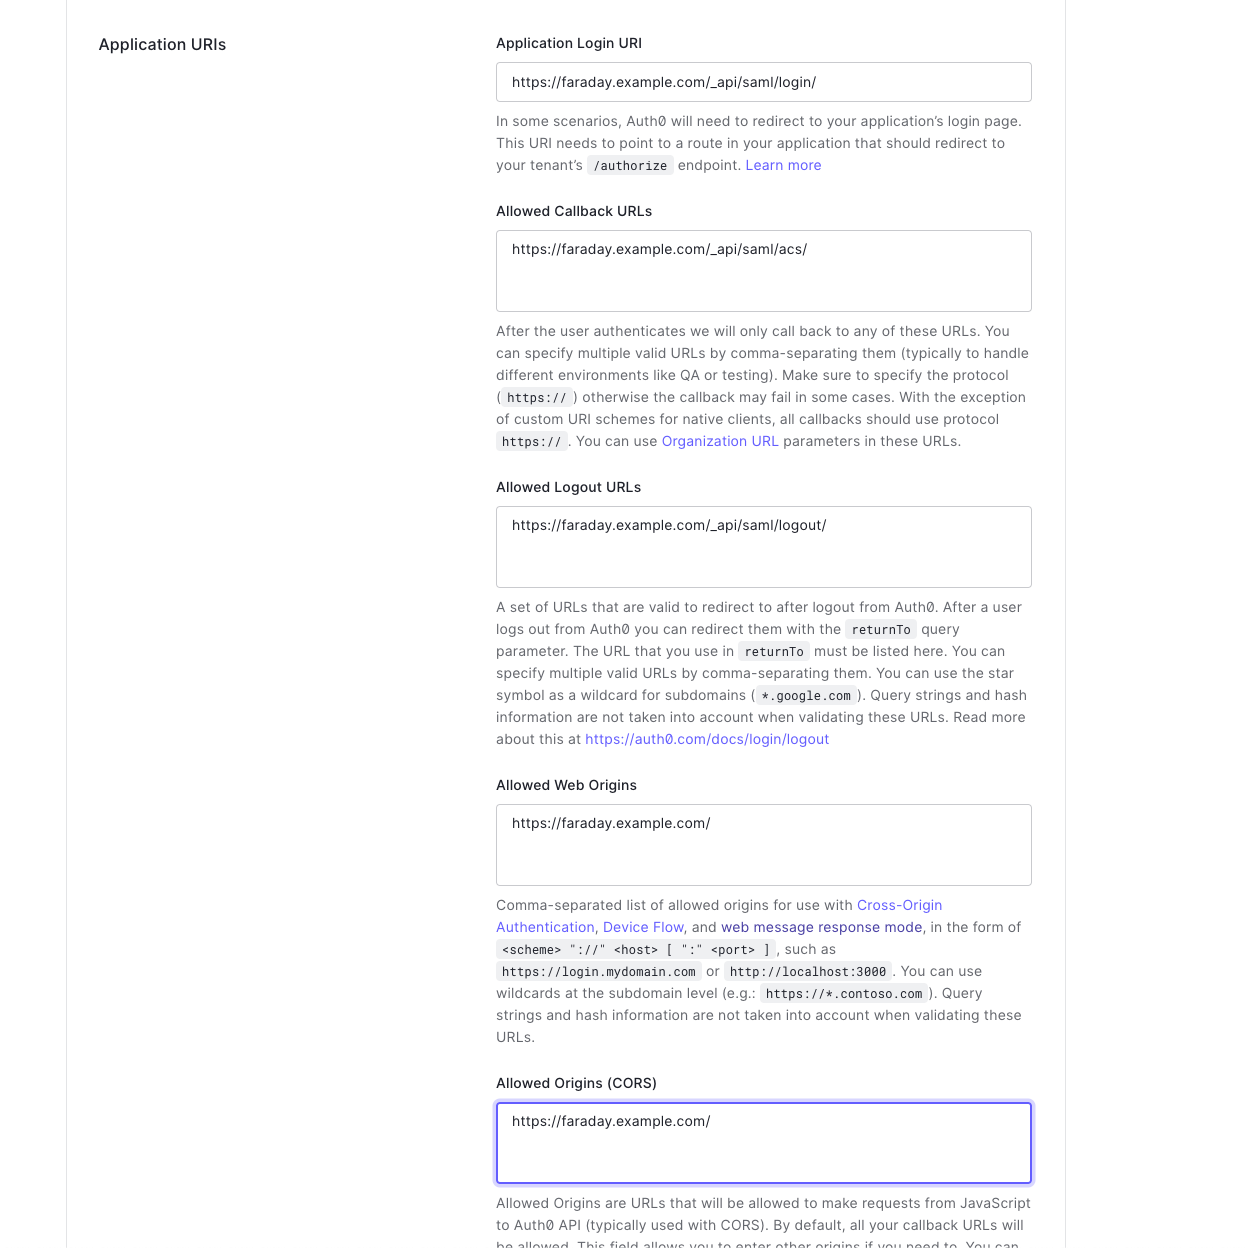 Application URIs
Application Login URI
https://faraday.example.com/_api/saml/login/
In some scenarios, Auth0 will need to redirect to your application’s login page.
This URI needs to point to a route in your application that should redirect to
your tenant’s /authorize endpoint. Learn more
Allowed Callback URLs
https://faraday.example.com/_api/saml/acs/
After the user authenticates we will only call back to any of these URLs. You
can specify multiple valid URLs by comma-separating them (typically to handle
different environments like QA or testing). Make sure to specify the protocol
( https:// ) otherwise the callback may fail in some cases. With the exception
of custom URI schemes for native clients, all callbacks should use protocol
https:// . You can use Organization URL parameters in these URLs.
Allowed Logout URLs
https://faraday.example.com/_api/saml/logout/
A set of URLs that are valid to redirect to after logout from Auth0. After a user
logs out from Auth0 you can redirect them with the returnTo query
parameter. The URL that you use in returnTo must be listed here. You can
specify multiple valid URLs by comma-separating them. You can use the star
symbol as a wildcard for subdomains ( *.google.com ). Query strings and hash
information are not taken into account when validating these URLs. Read more
about this at https://auth0.com/docs/login/logout
Allowed Web Origins
https://faraday.example.com/
Comma-separated list of allowed origins for use with Cross-Origin
Authentication, Device Flow, and web message response mode, in the form of
<scheme> "://" <host> [ ":" <port> ] , such as
https://login.mydomain.com or http://localhost:3000 . You can use
wildcards at the subdomain level (e.g.: https://*.contoso.com ). Query
strings and hash information are not taken into account when validating these
URLs.
Allowed Origins (CORS)
https://faraday.example.com/
Allowed Origins are URLs that will be allowed to make requests from JavaScript
to Auth0 API (typically used with CORS). By default, all your callback URLs will
be allowed. This field allows you to enter other origins if you need to. You can